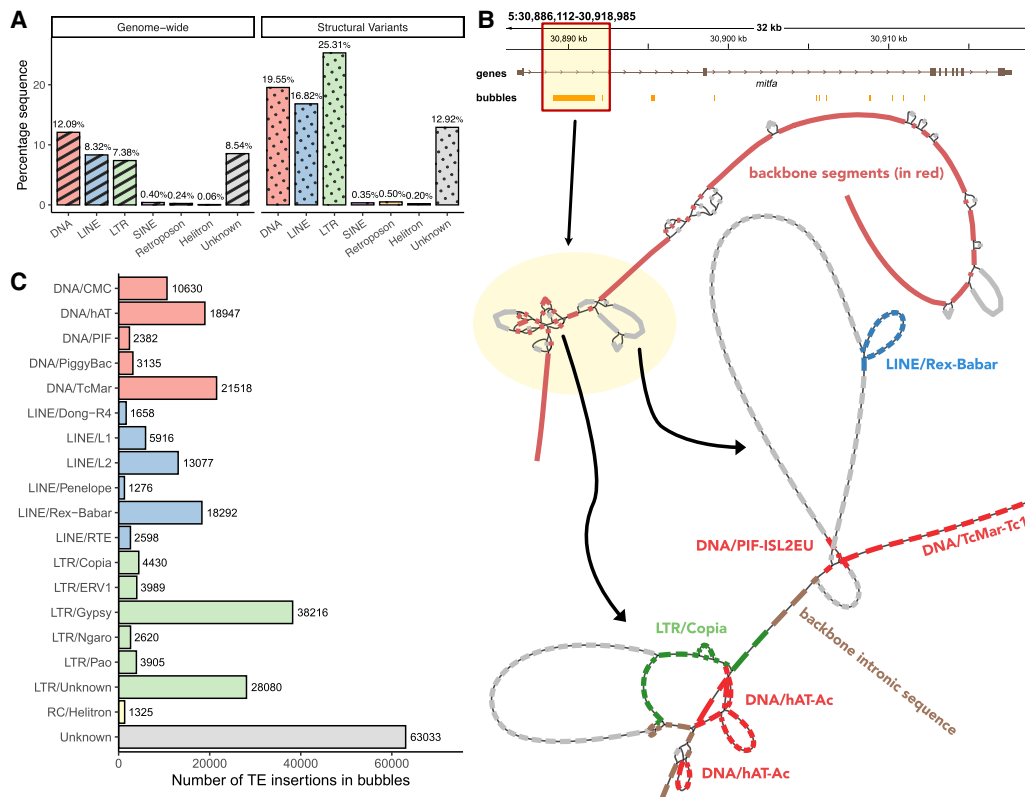 A
Genome-wide
Structural Variants
Percentage sequence
20
10
0
12.09%
8.32%
7.38%
0.40%
0.24%
0.06%
8.54%
19.55%
16.82%
25.31%
0.35%
0.50%
0.20%
12.92%
DNA
LINE
LTR
SINE
Retroposon
Helitron
Unknown
DNA
LINE
LTR
SINE
Retroposon
Helitron
Unknown
B
5:30,886,112-30,918,985
32 kb
30,890 kb
30,900 kb
30,910 kb
genes
mitfa
bubbles
backbone segments (in red)
LINE/Rex-Babar
DNA/PIF-ISL2EU
DNA/TcMar-Tc1
backbone intronic sequence
LTR/Copia
DNA/hAT-Ac
DNA/hAT-Ac
C
DNA/CMC 10630
DNA/hAT 18947
DNA/PIF 2382
DNA/PiggyBac 3135
DNA/TcMar 21518
LINE/Dong−R4 1658
LINE/L1 5916
LINE/L2 13077
LINE/Penelope 1276
LINE/Rex−Babar 18292
LINE/RTE 2598
LTR/Copia 4430
LTR/ERV1 3989
LTR/Gypsy 38216
LTR/Ngaro 2620
LTR/Pao 3905
LTR/Unknown 28080
RC/Helitron 1325
Unknown 63033
0 20000 40000 60000
Number of TE insertions in bubbles